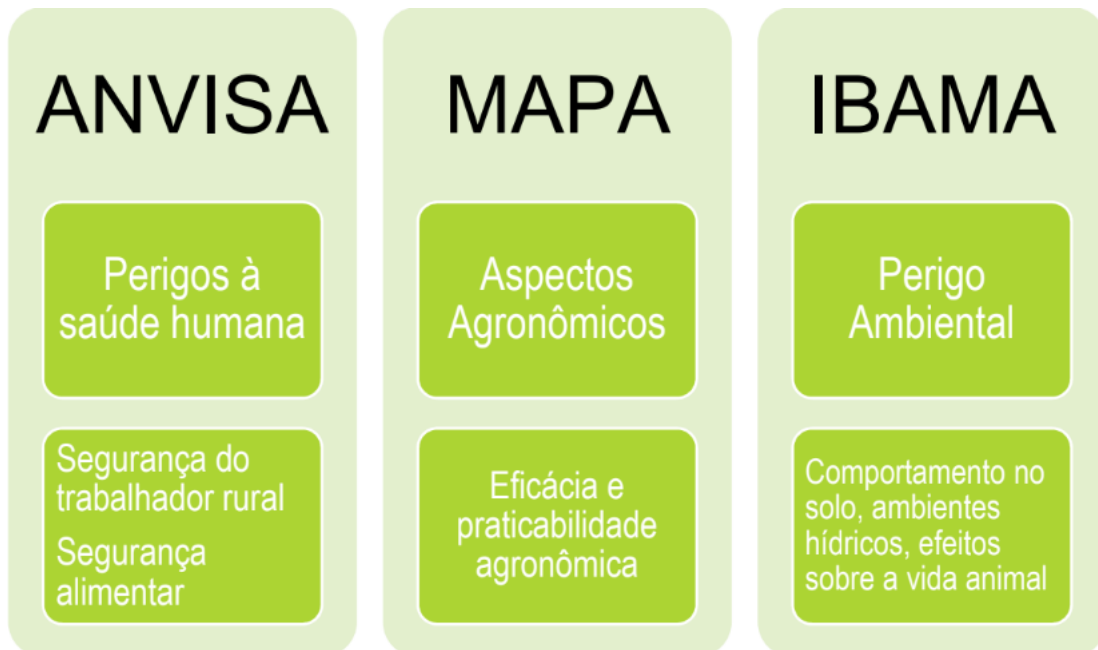 ANVISA
Perigos à
saúde humana
Segurança do
trabalhador rural
Segurança
alimentar
MAPA
Aspectos
Agronômicos
Eficácia e
praticabilidade
agronômica
IBAMA
Perigo
Ambiental
Comportamento no
solo, ambientes
hídricos, efeitos
sobre a vida animal